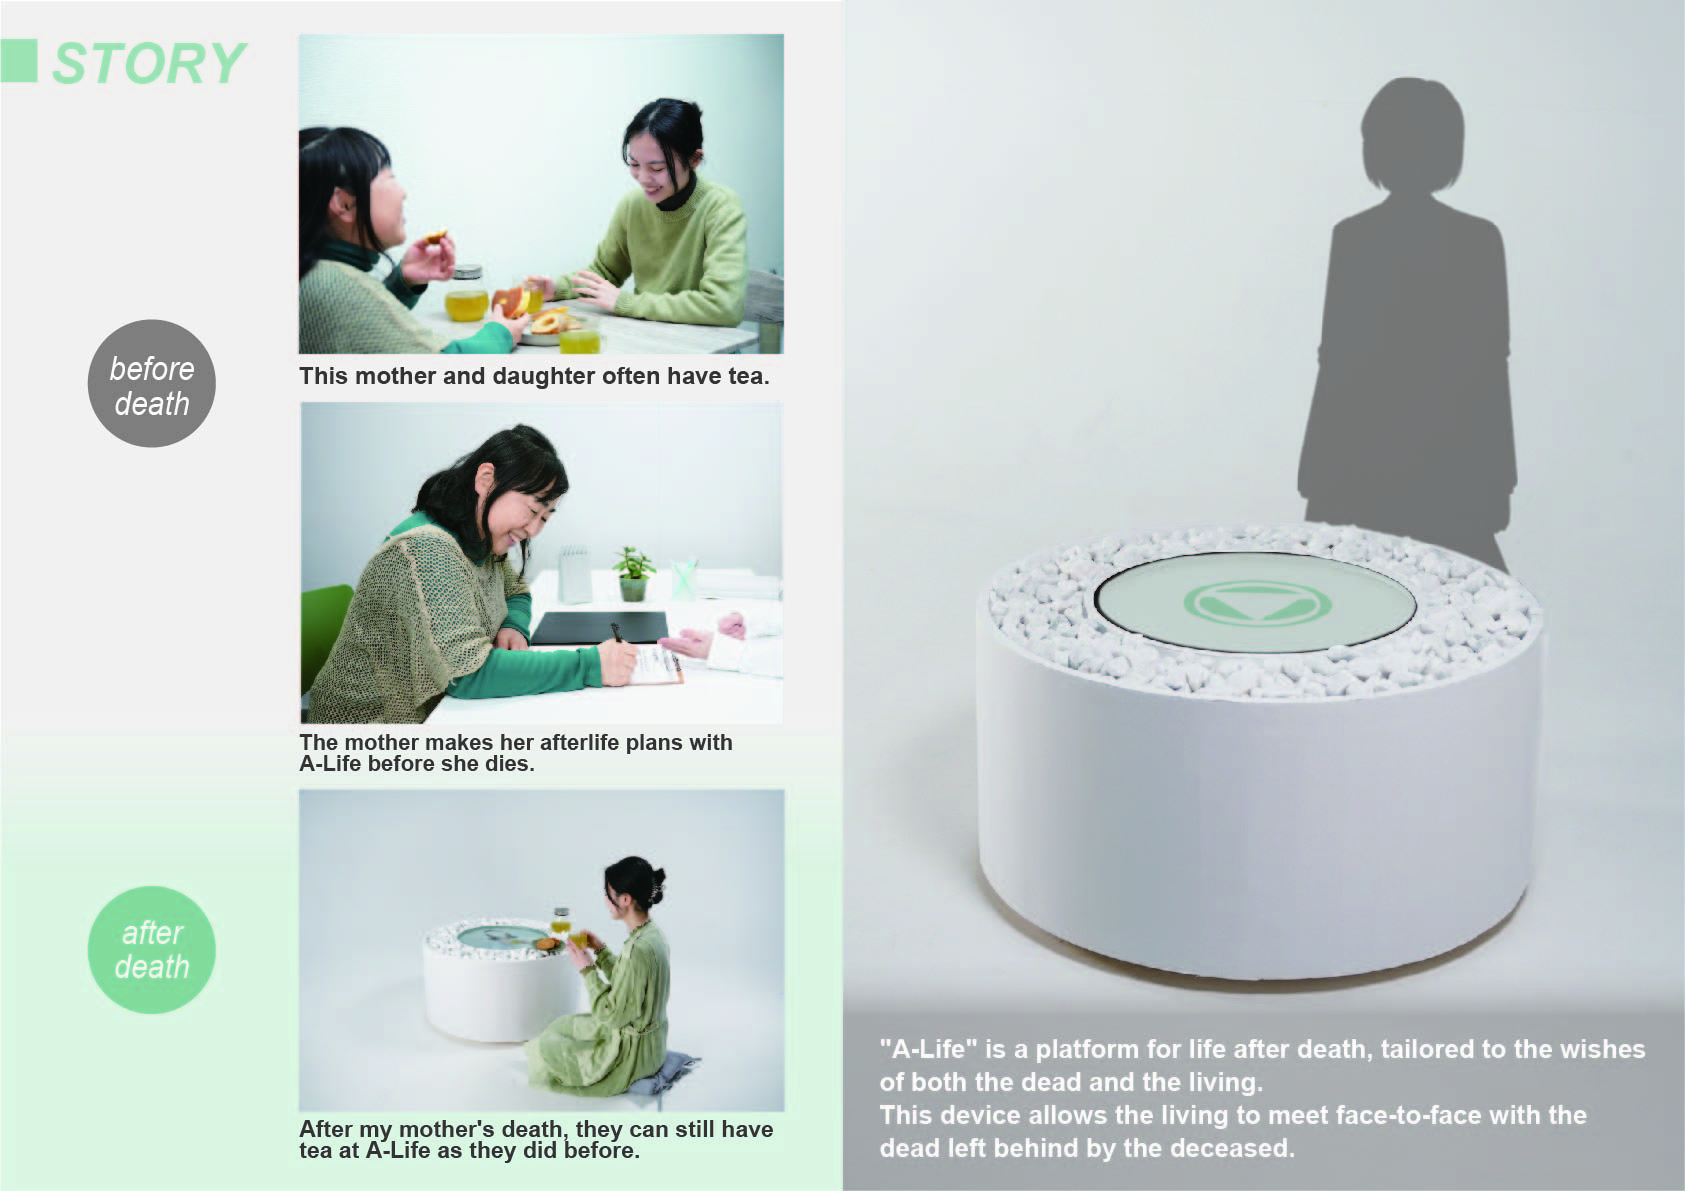 STORY
before
death
This mother and daughter often have tea.
The mother makes her afterlife plans with
A-Life before she dies.
after
death
After my mother's death, they can still have
tea at A-Life as they did before.
"A-Life" is a platform for life after death, tailored to the wishes
of both the dead and the living.
This device allows the living to meet face-to-face with the
dead left behind by the deceased.